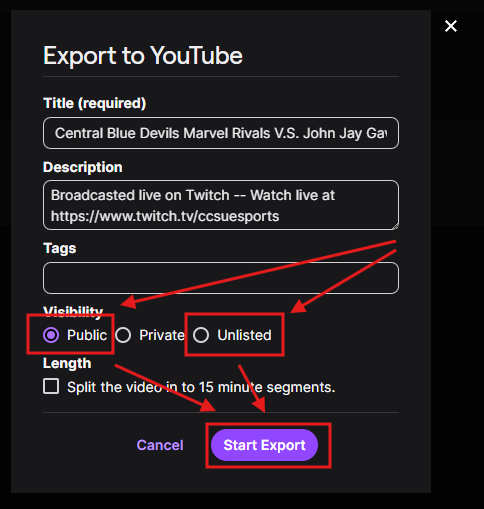 Export to YouTube
Title (required)
Central Blue Devils Marvel Rivals V.S. John Jay Gav
Description
Broadcasted live on Twitch -- Watch live at
https://www.twitch.tv/ccsuesports
Tags
Visibility
Public Private Unlisted
Length
Split the video in to 15 minute segments.
Cancel Start Export